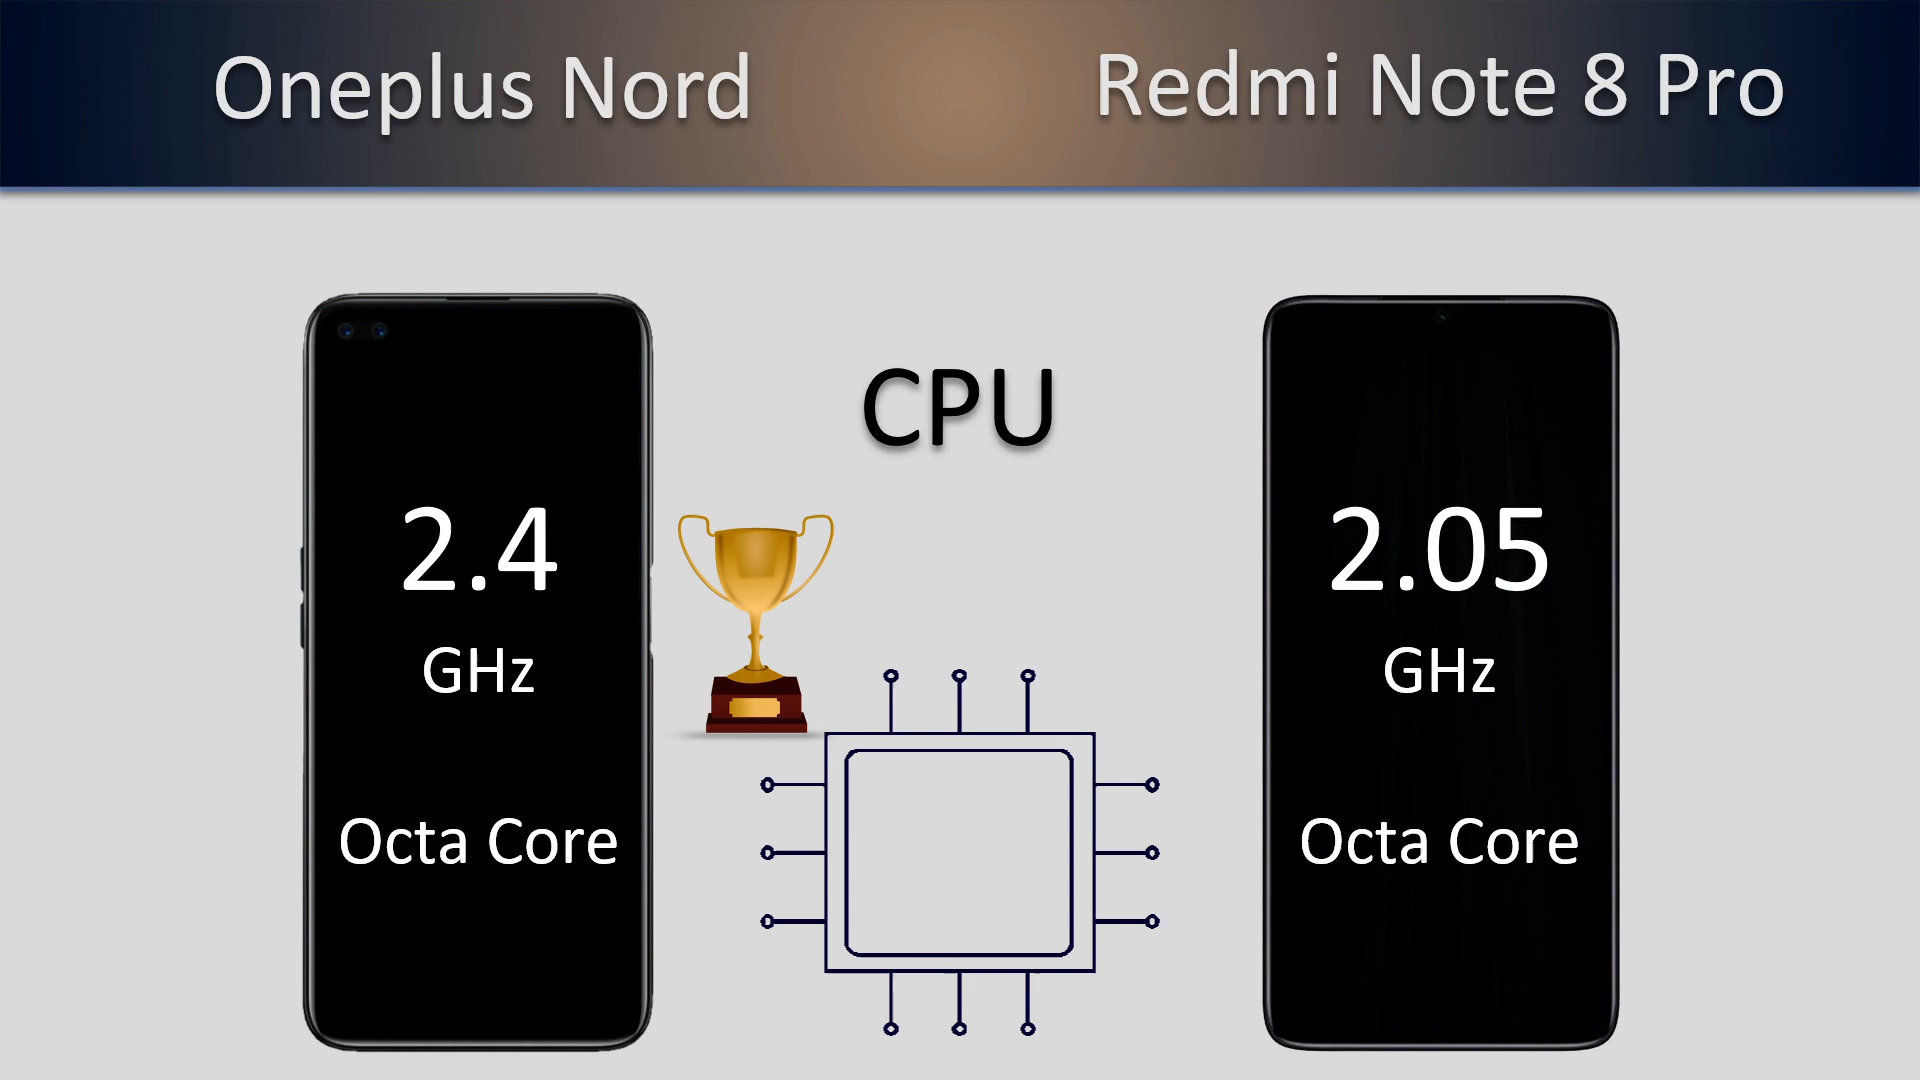 Oneplus Nord
Redmi Note 8 Pro
CPU
2.4
GHz
Octa Core
2.05
GHz
Octa Core